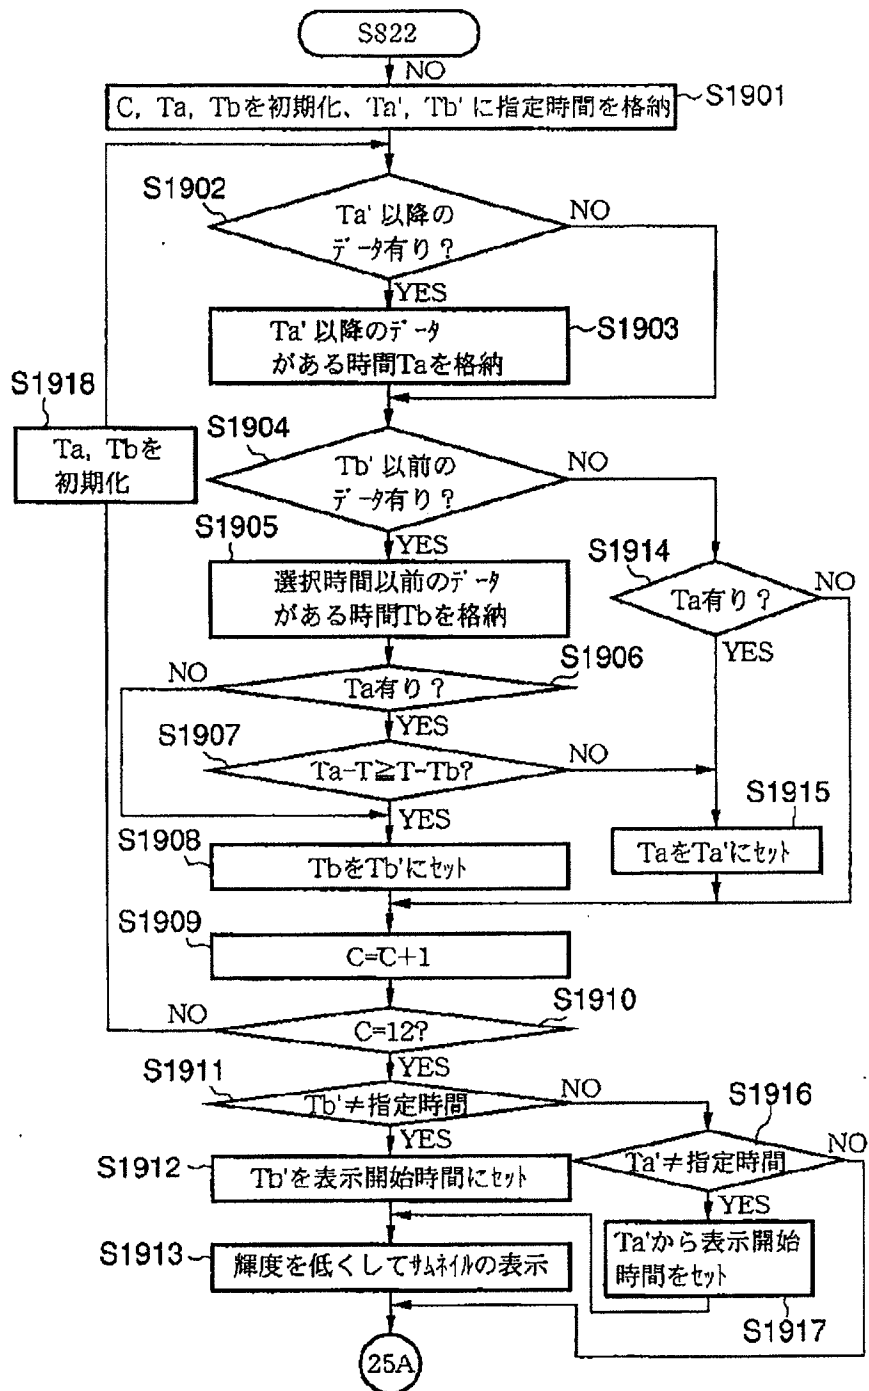 S822
NO
C, Ta, Tbを初期化、Ta', Tb' に指定時間を格納
S1901
S1902
Ta' 以降の
データ有り？
NO
YES
Ta' 以降のデータ
がある時間Taを格納
S1903
S1918
Ta, Tbを
初期化
S1904
Tb' 以前の
データ有り？
NO
YES
S1905
選択時間以前のデータ
がある時間Tbを格納
S1914
Ta有り？
NO
YES
S1906
NO
Ta有り？
YES
S1907
Ta-T≧T-Tb?
NO
YES
S1908
TbをTb'にセット
S1915
TaをTa'にセット
S1909
C=C+1
S1910
NO
C=12?
YES
S1911
Tb'≠指定時間
NO
YES
S1916
Ta'≠指定時間
NO
YES
S1912
Tb'を表示開始時間にセット
S1913
輝度を低くしてサムネイルの表示
Ta'から表示開始
時間をセット
S1917
25A